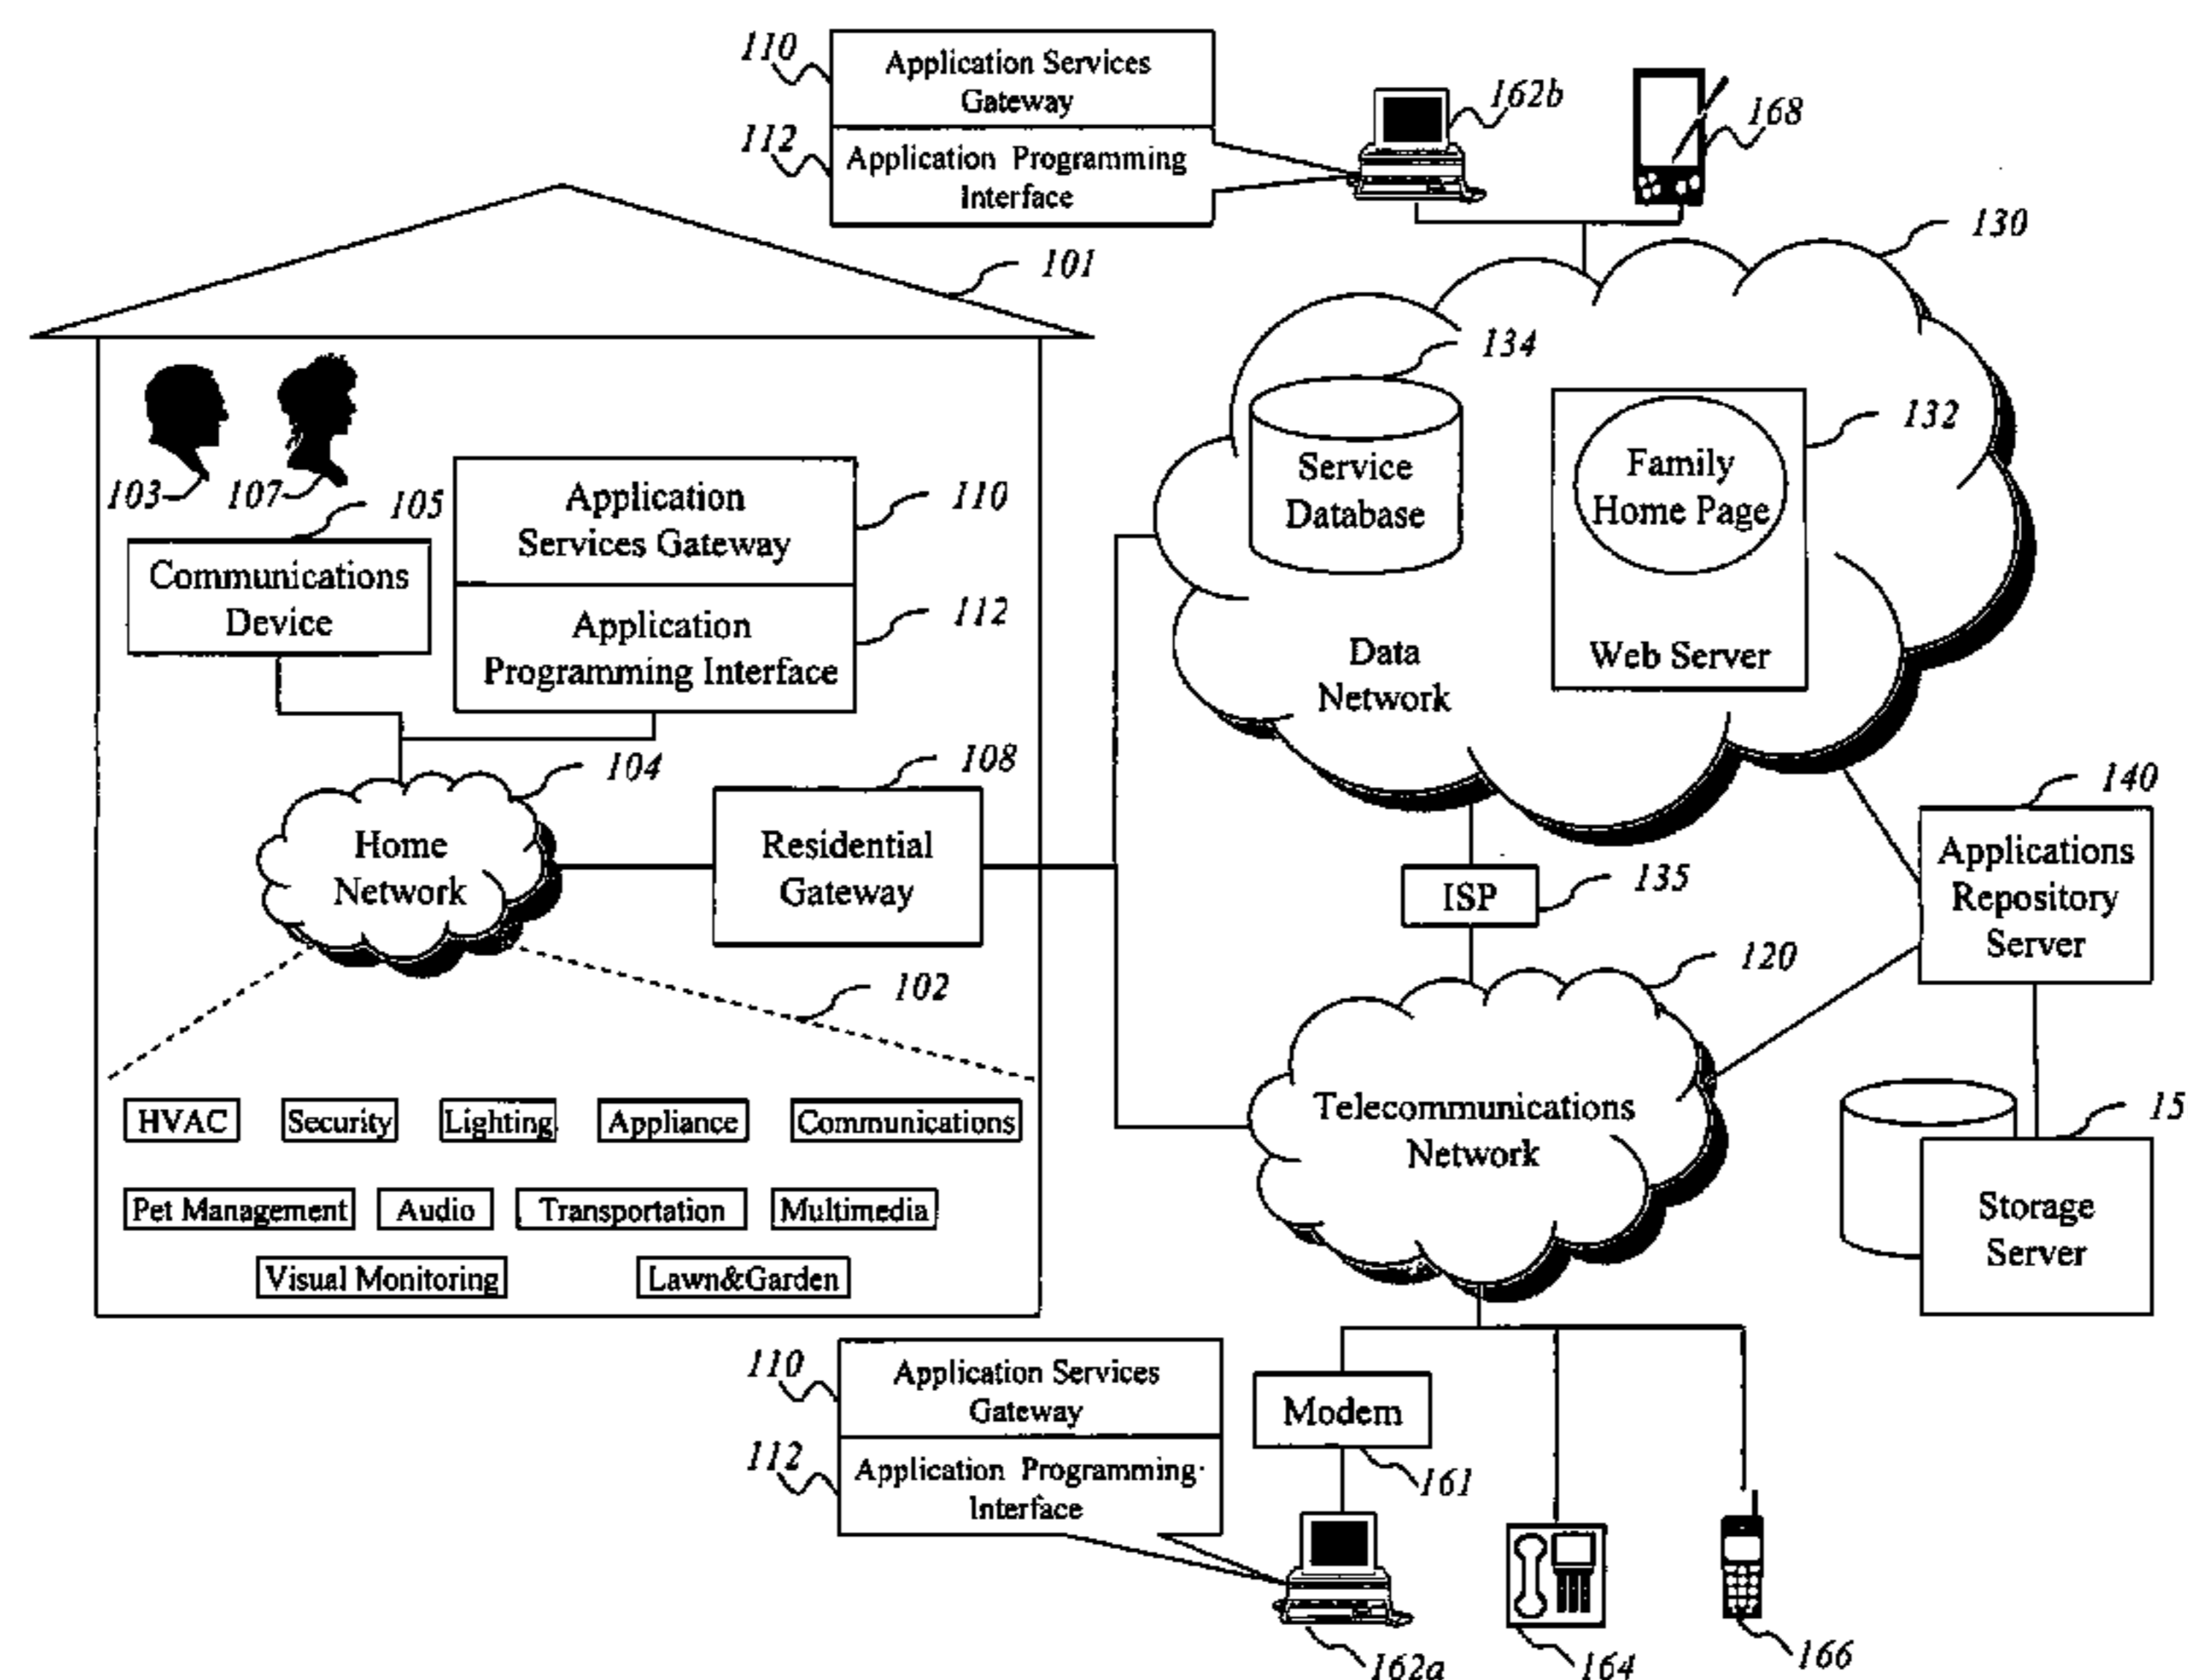 110
Application Services
Gateway
112
Application Programming
Interface
162b
168
130
101
134
132
Service
Database
Family
Home Page
Web Server
Data
Network
103
107
105
Communications
Device
Application
Services Gateway
110
Application
Programming Interface
112
104
Home
Network
108
Residential
Gateway
102
140
Applications
Repository
Server
ISP
135
120
Telecommunications
Network
15
Storage
Server
HVAC
Security
Lighting
Appliance
Communications
Pet Management
Audio
Transportation
Multimedia
Visual Monitoring
Lawn&Garden
110
Application Services
Gateway
112
Application Programming
Interface
Modem
161
162a
164
166